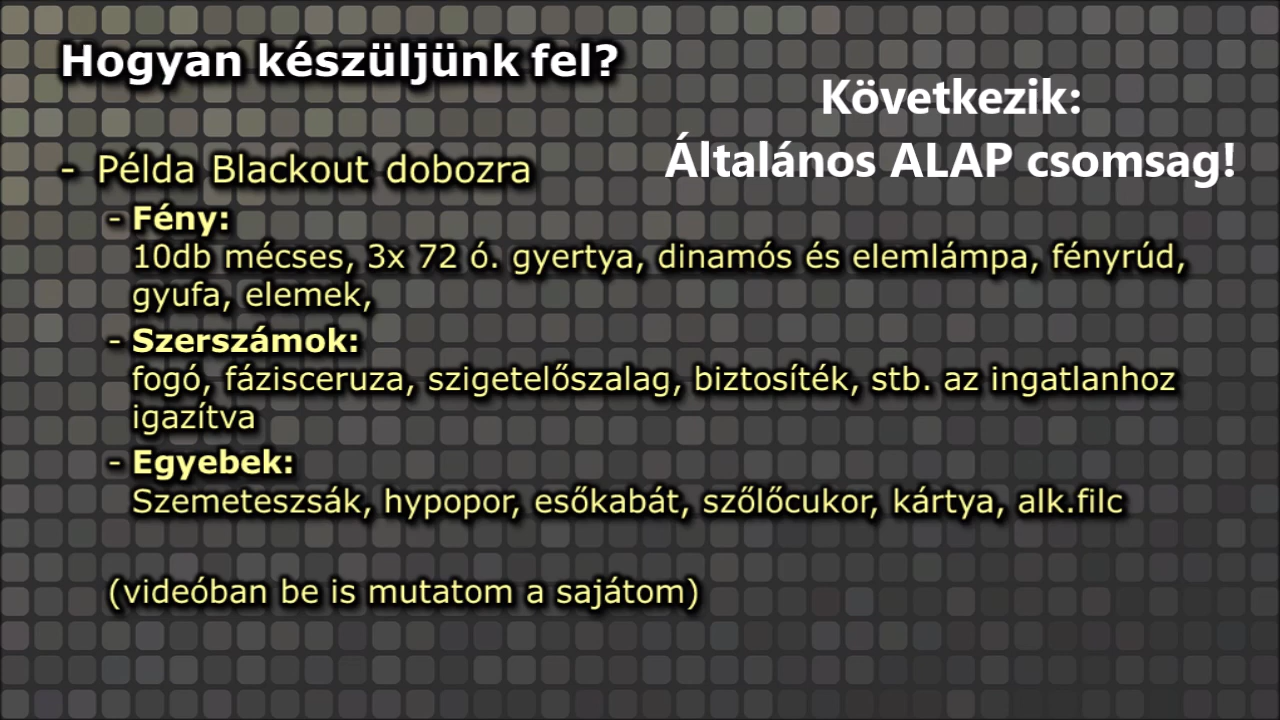 Hogyan készüljünk fel?
Következik:
Általános ALAP csomsag!
- Példa Blackout dobozra
- Fény:
10db mécses, 3x 72 ó. gyertya, dinamós és elemlámpa, fényrúd,
gyufa, elemek,
- Szerszámok:
fogó, fázisceruza, szigetelőszalag, biztosíték, stb. az ingatlanhoz
igazítva
- Egyebek:
Szemeteszsák, hypopor, esőkabát, szőlőcukor, kártya, alk.filc
(videóban be is mutatom a sajátom)